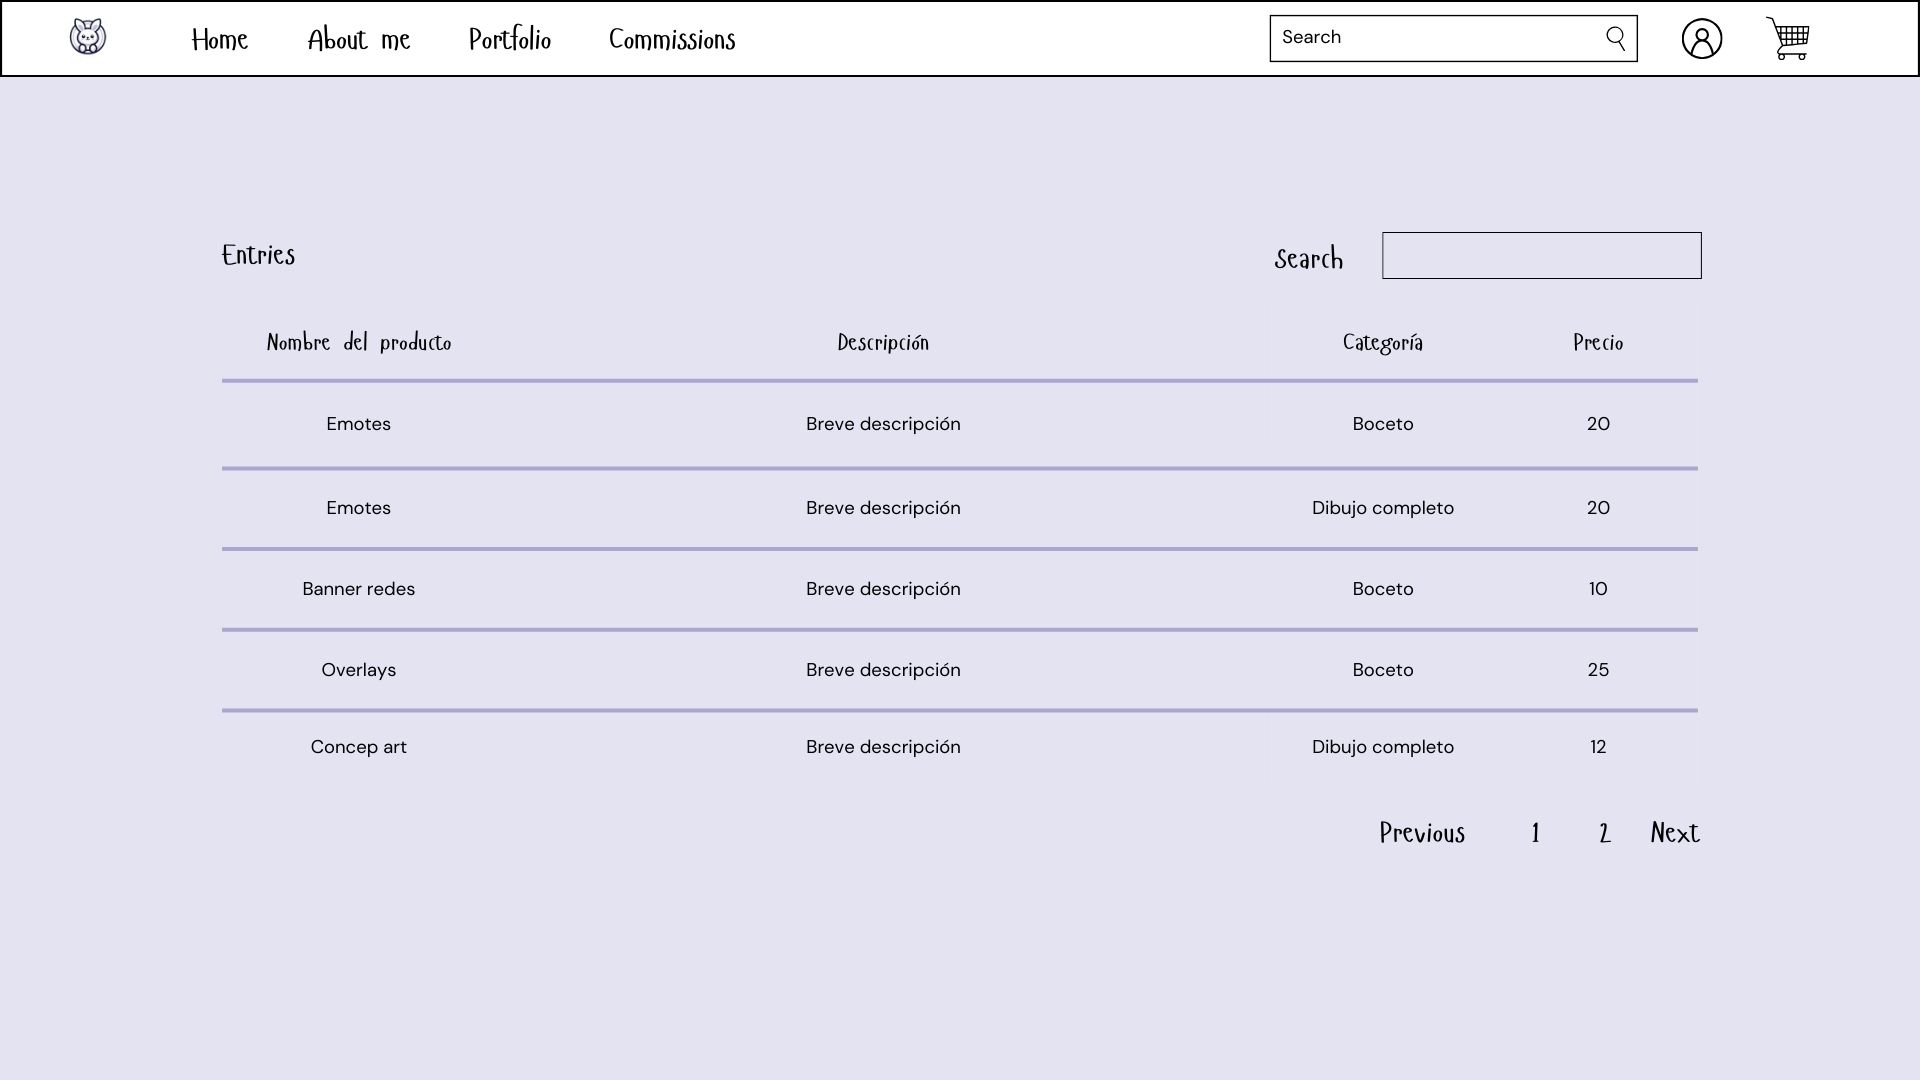 Home About me Portfolio Commissions Search
Entries Search
Nombre del producto Descripción Categoría Precio
Emotes Breve descripción Boceto 20
Emotes Breve descripción Dibujo completo 20
Banner redes Breve descripción Boceto 10
Overlays Breve descripción Boceto 25
Concep art Breve descripción Dibujo completo 12
Previous 1 2 Next